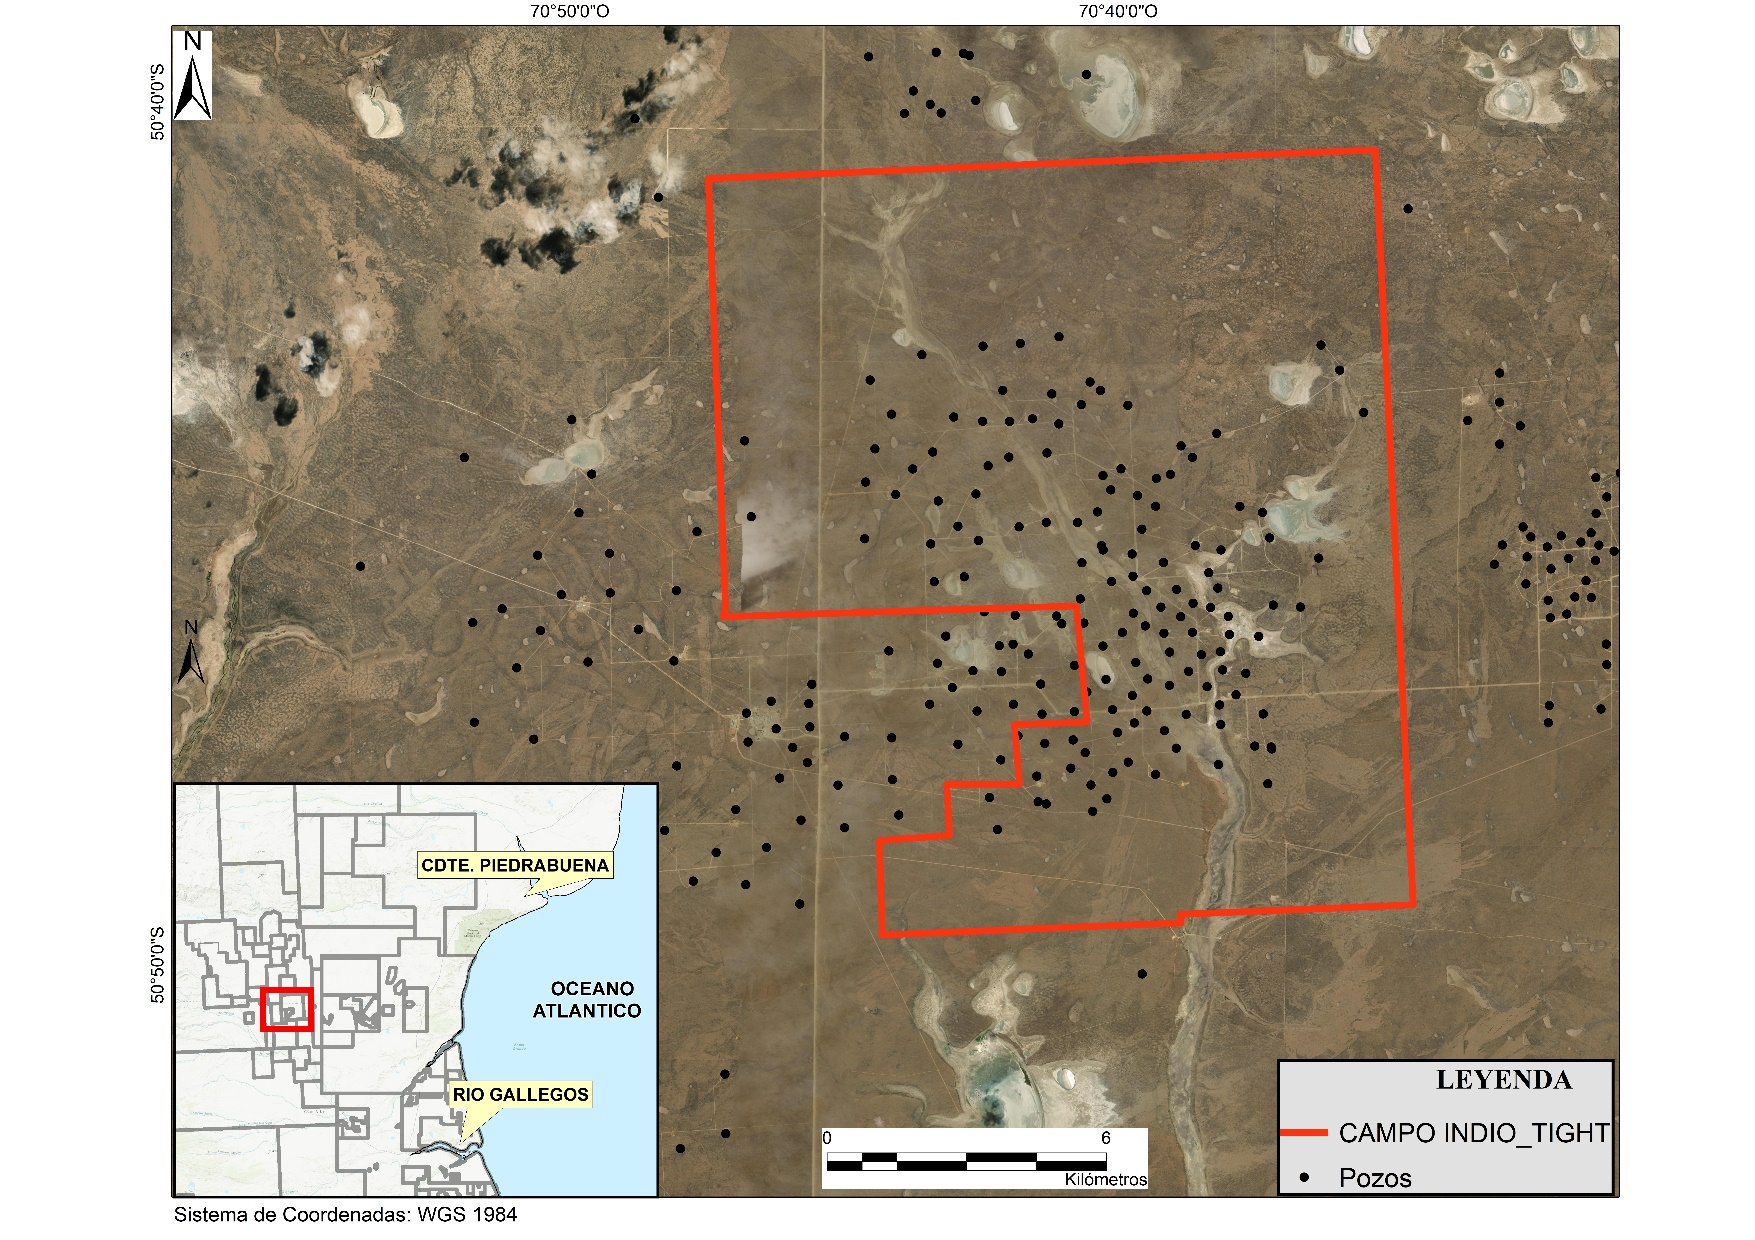 70°50'0"O
70°40'0"O
N
50°40'0"S
N
CDTE. PIEDRABUENA
50°50'0"S
OCEANO
ATLANTICO
RIO GALLEGOS
0
6
Kilómetros
LEYENDA
CAMPO INDIO_TIGHT
Pozos
Sistema de Coordenadas: WGS 1984